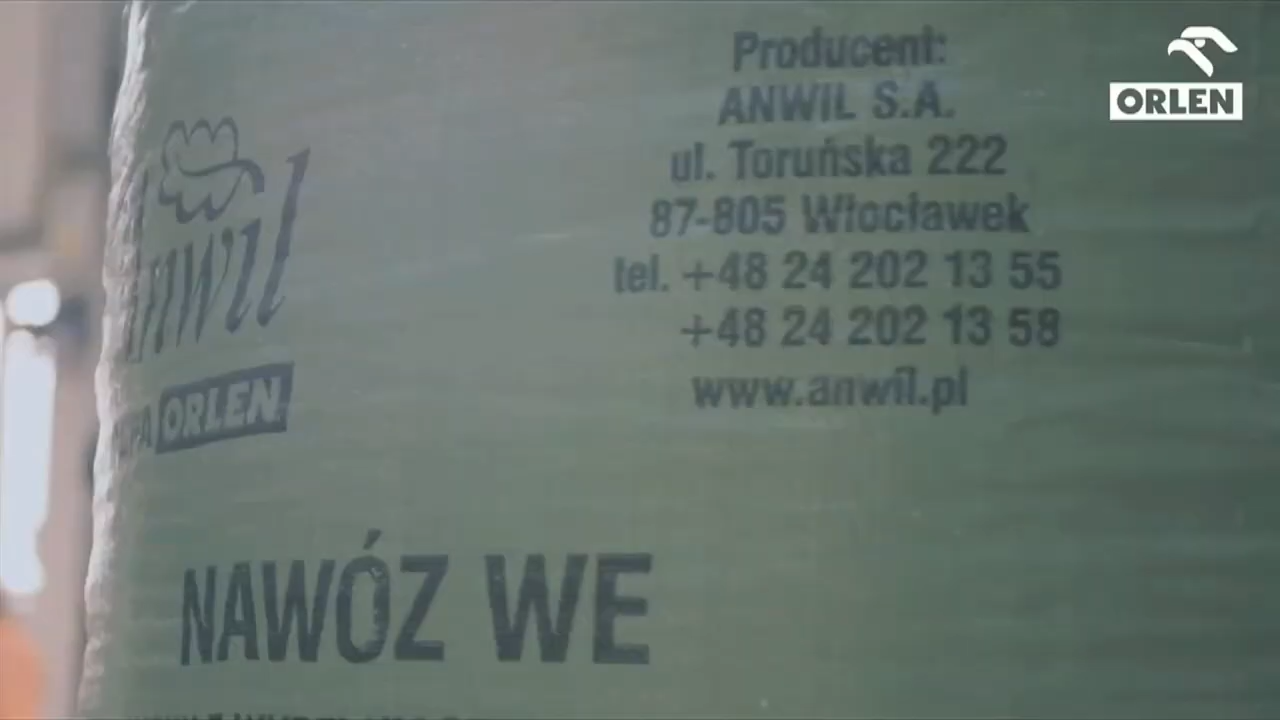 Producent:
ANWIL S.A.
ul. Toruńska 222
87-805 Włocławek
tel. +48 24 202 13 55
+48 24 202 13 58
www.anwil.pl
ORLEN
Anwil
ORLEN
NAWÓZ WE